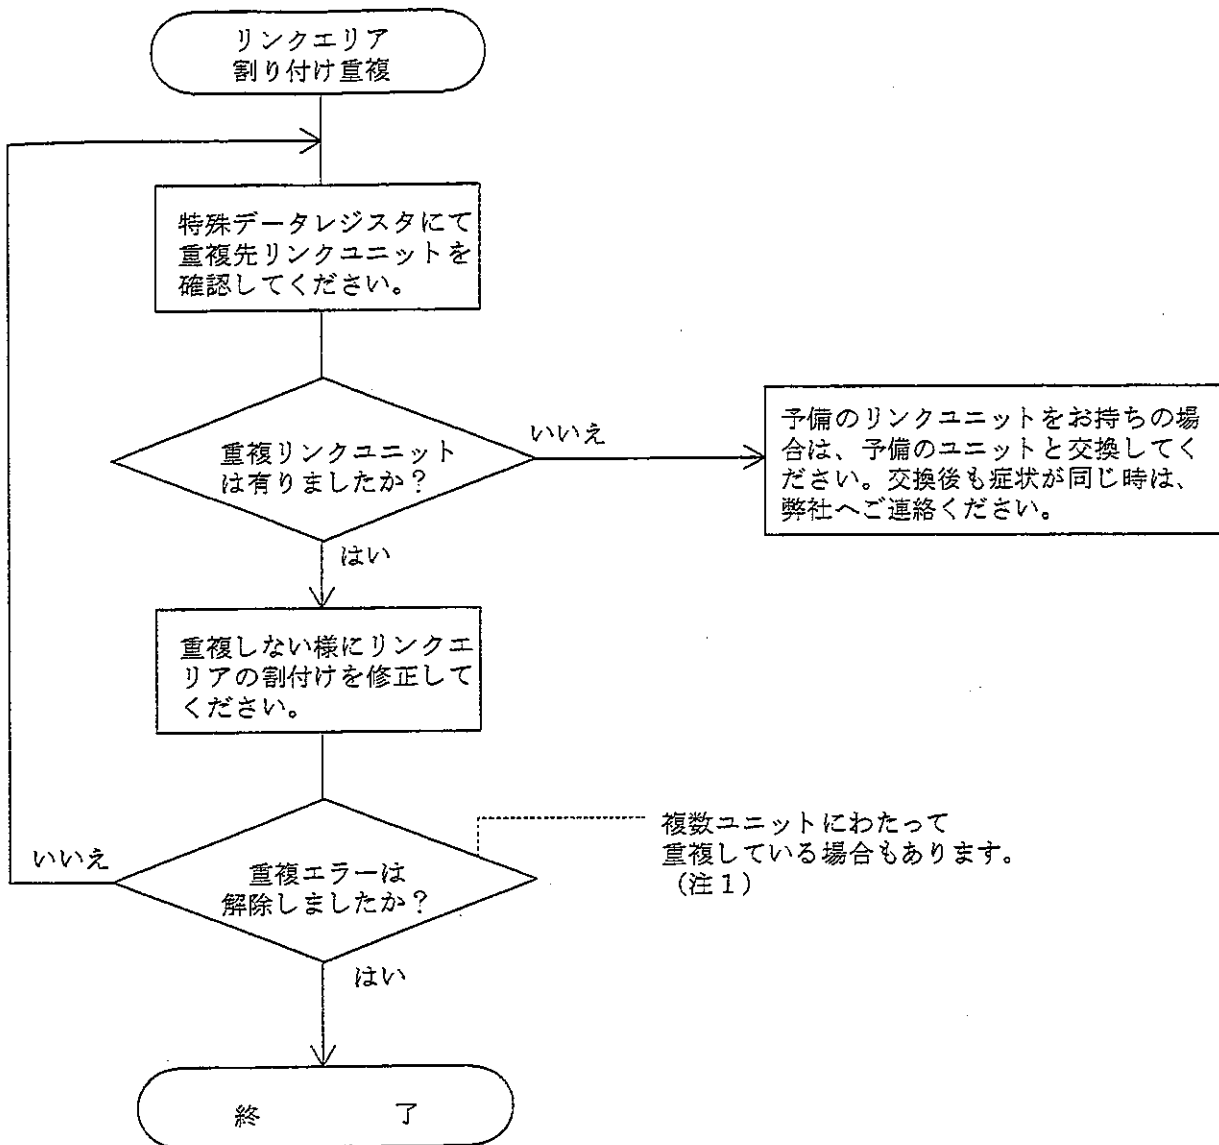 リンクエリア
割り付け重複
特殊データレジスタにて
重複先リンクユニットを
確認してください。
重複リンクユニット
は有りましたか?
いいえ
予備のリンクユニットをお持ちの場
合は、予備のユニットと交換してく
ださい。交換後も症状が同じ時は、
弊社へご連絡ください。
はい
重複しない様にリンクエ
リアの割付けを修正して
ください。
複数ユニットにわたって
重複している場合もあります。
(注1)
いいえ
重複エラーは
解除しましたか?
はい
終 了